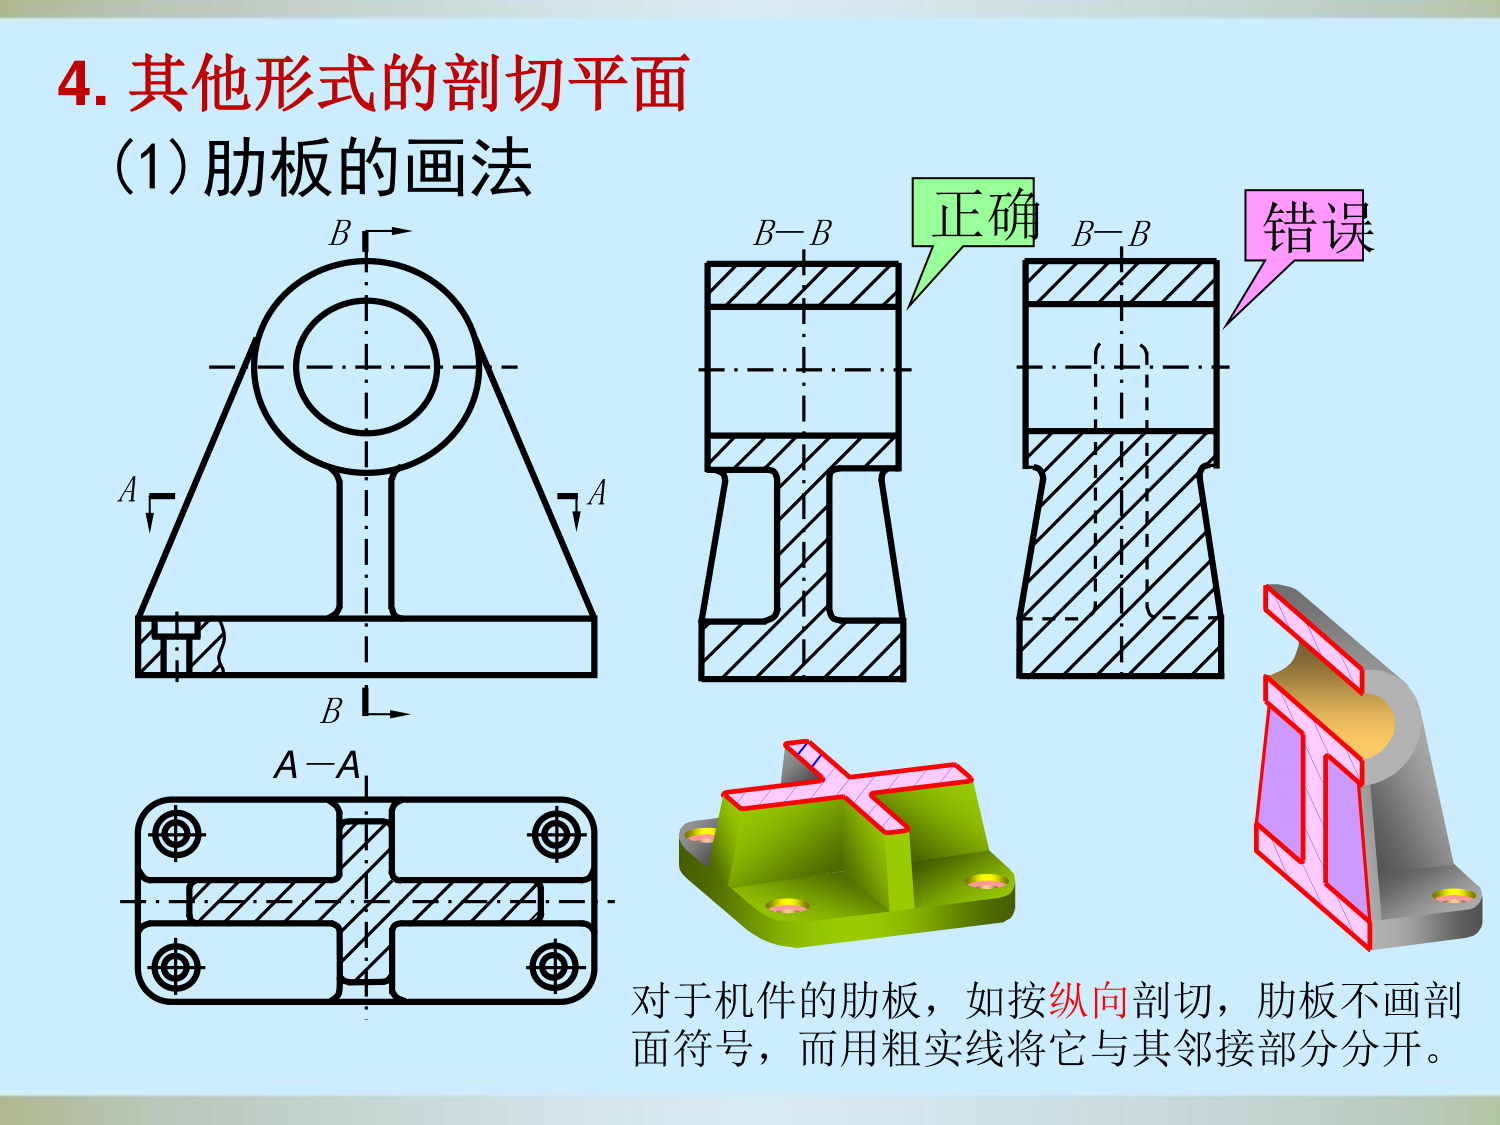 4. 其他形式的剖切平面
(1)肋板的画法
正确
错误
B
B—B
B—B
A
A
B
A—A
对于机件的肋板，如按纵向剖切，肋板不画剖
面符号，而用粗实线将它与其邻接部分分开。